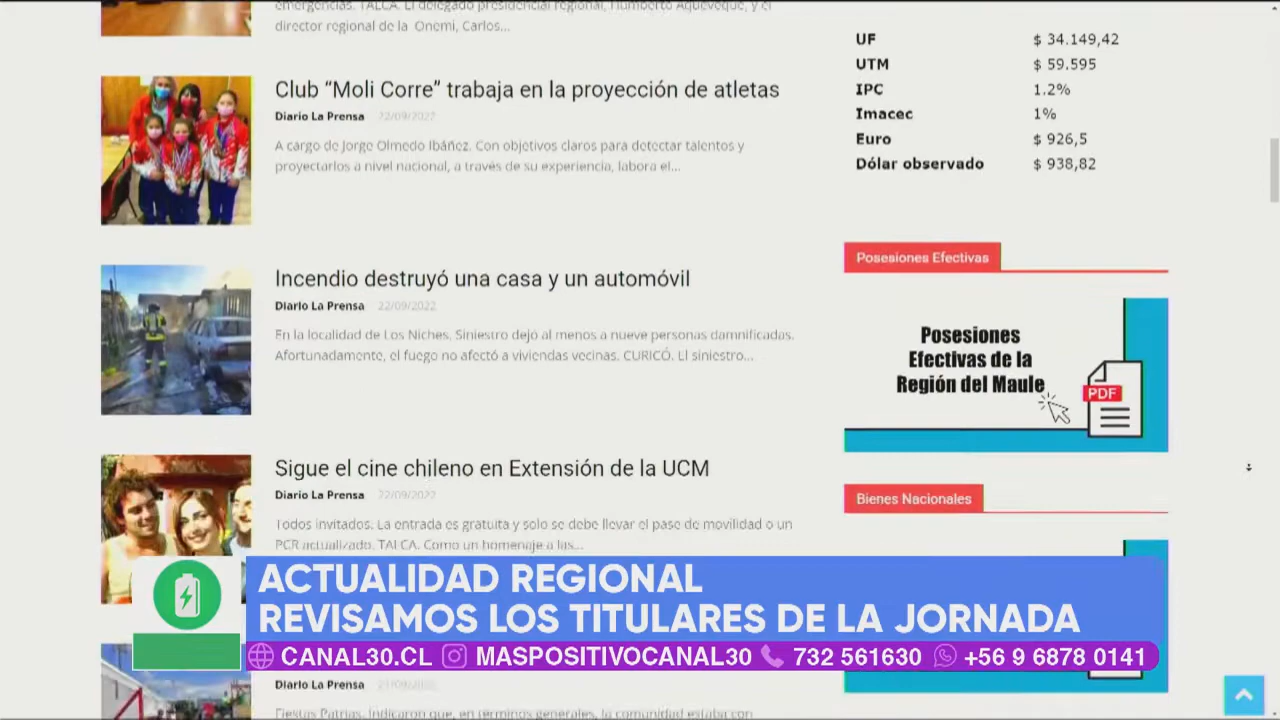 emergencias. TALCA. El delegado presidencial regional, Humberto Aqueveque, y el
director regional de la Onemi, Carlos...
Club “Moli Corre” trabaja en la proyección de atletas
Diario La Prensa 22/09/2022
A cargo de Jorge Olmedo Ibáñez. Con objetivos claros para detectar talentos y
proyectarlos a nivel nacional, a través de su experiencia, labora el...
Incendio destruyó una casa y un automóvil
Diario La Prensa 22/09/2022
En la localidad de Los Niches. Siniestro dejó al menos a nueve personas damnificadas.
Afortunadamente, el fuego no afectó a viviendas vecinas. CURICÓ. El siniestro...
Sigue el cine chileno en Extensión de la UCM
Diario La Prensa 22/09/2022
Todos invitados. La entrada es gratuita y solo se debe llevar el pase de movilidad o un
PCR actualizado. TALCA. Como un homenaje a las...
Diario La Prensa 21/09/2022
Fiestas Patrias. Indicaron que, en términos generales, la comunidad estaba con
UF $ 34.149,42
UTM $ 59.595
IPC 1.2%
Imacec 1%
Euro $ 926,5
Dólar observado $ 938,82
Posesiones Efectivas
Posesiones
Efectivas de la
Región del Maule
PDF
Bienes Nacionales
ACTUALIDAD REGIONAL
REVISAMOS LOS TITULARES DE LA JORNADA
CANAL30.CL MASPOSITIVOCANAL30 732 561630 +56 9 6878 0141